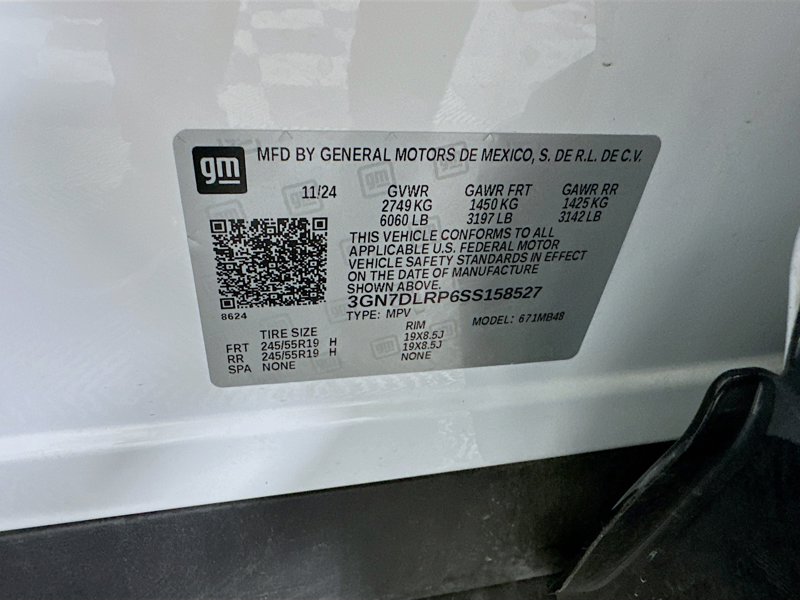 gm MFD BY GENERAL MOTORS DE MEXICO, S. DE R.L. DE C.V.
11/24 GVWR GAWR FRT GAWR RR
2749 KG 1450 KG 1425 KG
6060 LB 3197 LB 3142 LB
THIS VEHICLE CONFORMS TO ALL
APPLICABLE U.S. FEDERAL MOTOR
VEHICLE SAFETY STANDARDS IN EFFECT
ON THE DATE OF MANUFACTURE
SHOWN ABOVE.
3GN7DLRP6SS158527
8624 TYPE: MPV MODEL: 671MB48
TIRE SIZE RIM
FRT 245/55R19 H 19X8.5J
RR 245/55R19 H 19X8.5J
SPA NONE NONE